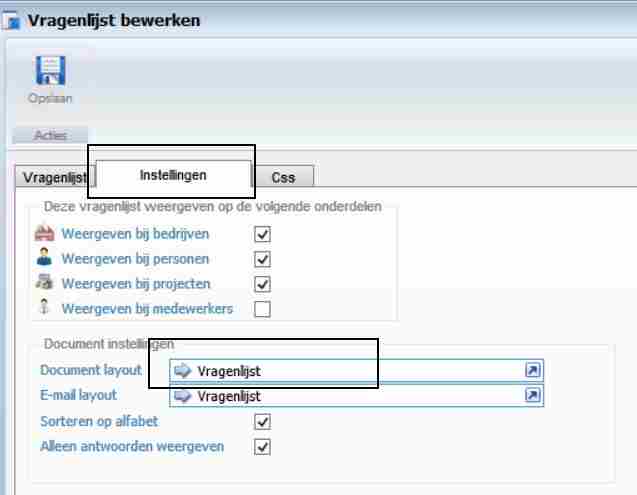 Vragenlijst bewerken
Opslaan
Acties
Vragenlijst Instellingen Css
Deze vragenlijst weergeven op de volgende onderdelen
Weergeven bij bedrijven
Weergeven bij personen
Weergeven bij projecten
Weergeven bij medewerkers
Document instellingen
Document layout Vragenlijst
E-mail layout Vragenlijst
Sorteren op alfabet
Alleen antwoorden weergeven